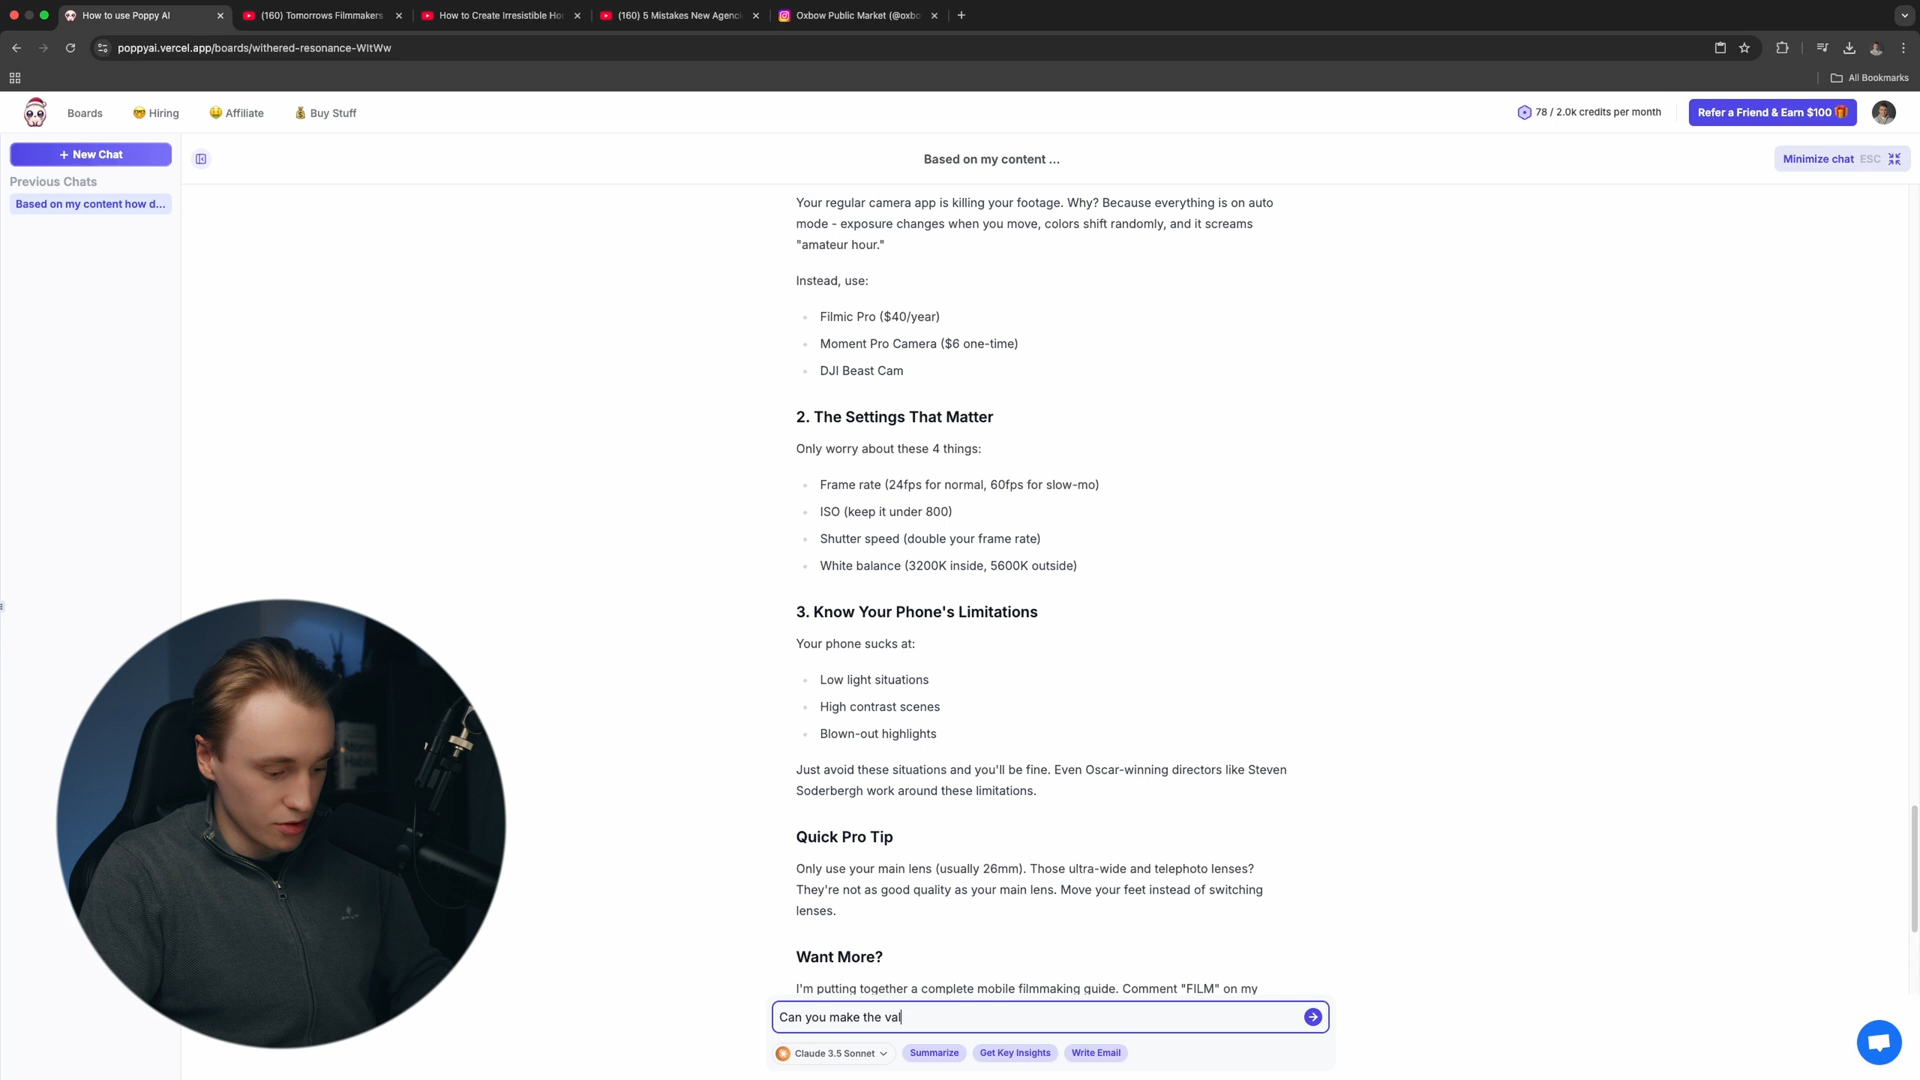 How to use Poppy AI
(160) Tomorrows Filmmakers
How to Create Irresistible Ho
(160) 5 Mistakes New Agenci
Oxbow Public Market (@oxbo
poppyai.vercel.app/boards/withered-resonance-WItWw
All Bookmarks
Boards
Hiring
Affiliate
Buy Stuff
78 / 2.0k credits per month
Refer a Friend & Earn $100
+ New Chat
Based on my content ...
Minimize chat ESC
Previous Chats
Based on my content how d...
Your regular camera app is killing your footage. Why? Because everything is on auto
mode - exposure changes when you move, colors shift randomly, and it screams
"amateur hour."
Instead, use:
Filmic Pro ($40/year)
Moment Pro Camera ($6 one-time)
DJI Beast Cam
2. The Settings That Matter
Only worry about these 4 things:
Frame rate (24fps for normal, 60fps for slow-mo)
ISO (keep it under 800)
Shutter speed (double your frame rate)
White balance (3200K inside, 5600K outside)
3. Know Your Phone's Limitations
Your phone sucks at:
Low light situations
High contrast scenes
Blown-out highlights
Just avoid these situations and you'll be fine. Even Oscar-winning directors like Steven
Soderbergh work around these limitations.
Quick Pro Tip
Only use your main lens (usually 26mm). Those ultra-wide and telephoto lenses?
They're not as good quality as your main lens. Move your feet instead of switching
lenses.
Want More?
I'm putting together a complete mobile filmmaking guide. Comment "FILM" on my
Can you make the val
Claude 3.5 Sonnet
Summarize
Get Key Insights
Write Email